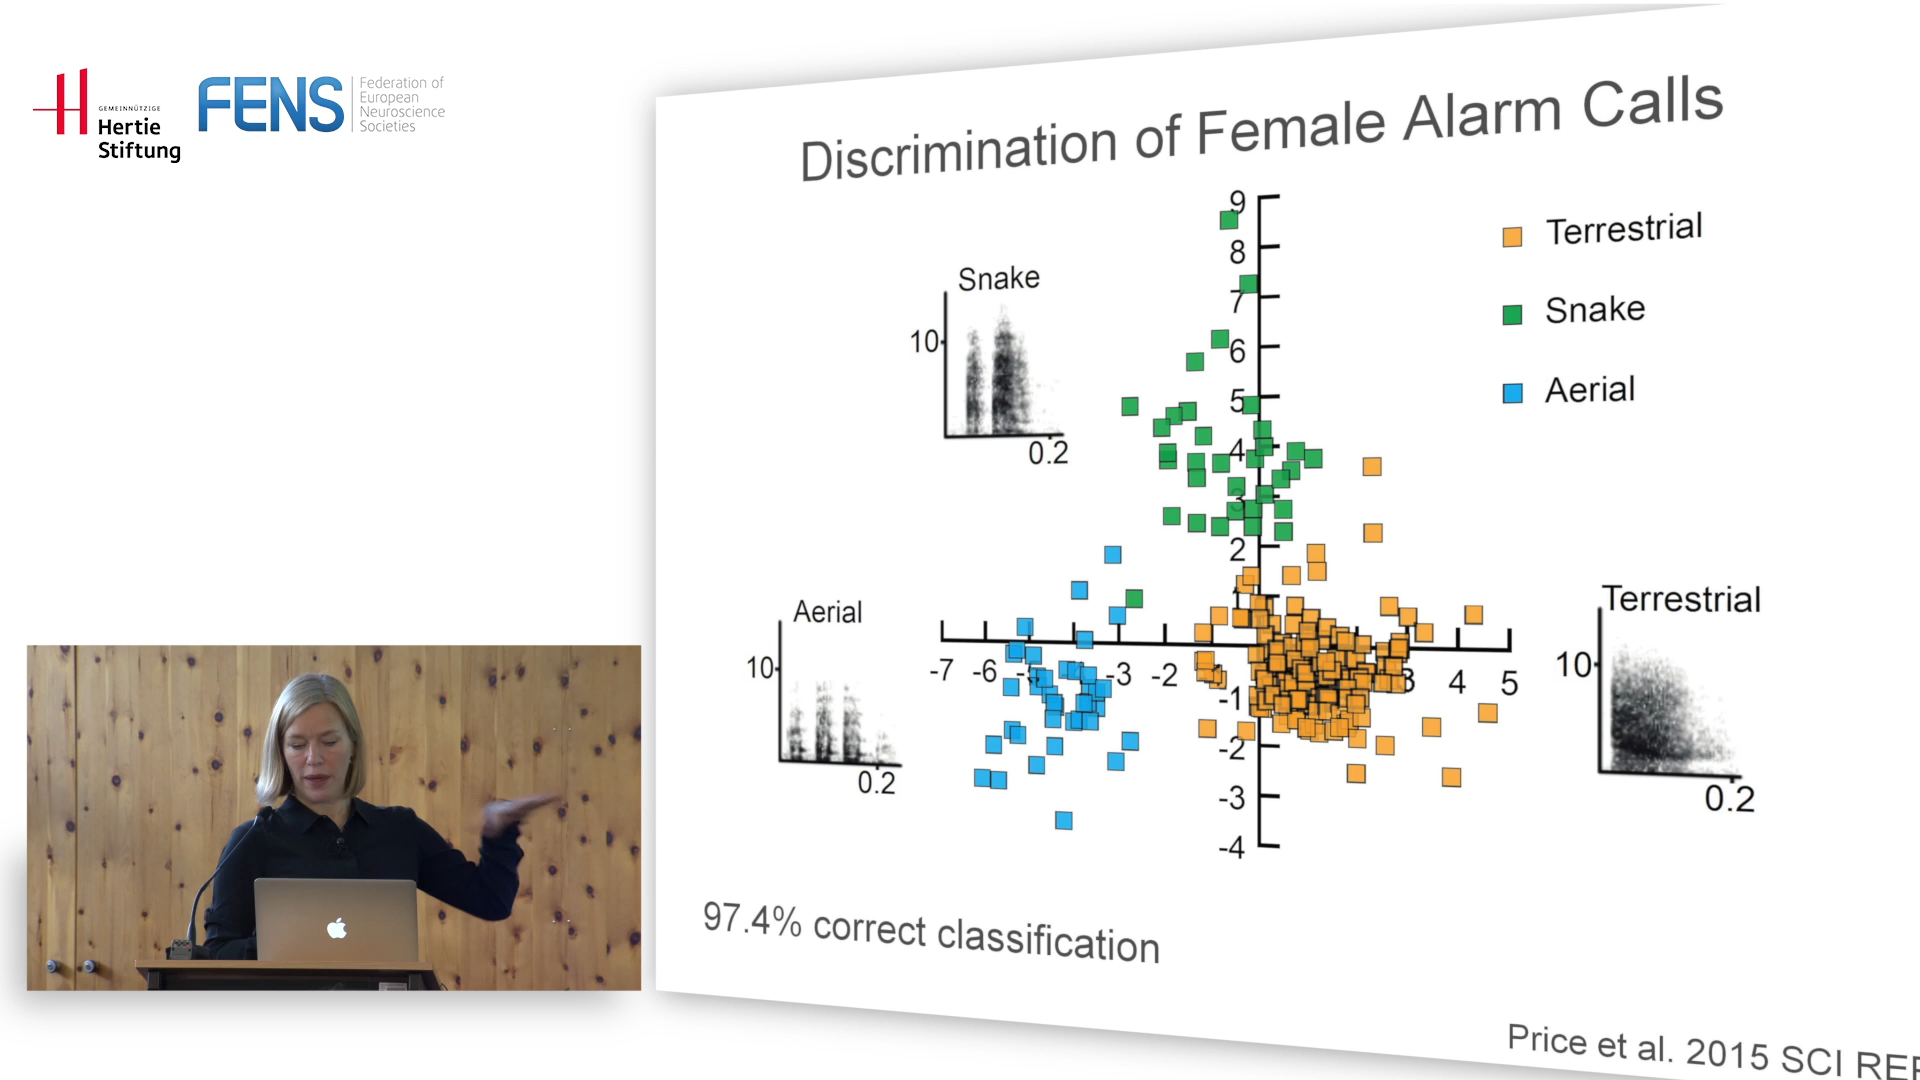 GEMEINNÜTZIGE
Hertie
Stiftung
FENS
Federation of
European
Neuroscience
Societies
Discrimination of Female Alarm Calls
Terrestrial
Snake
Aerial
Snake
10
0.2
Aerial
10
0.2
Terrestrial
10
0.2
9
8
7
6
5
4
3
2
-1
-2
-3
-4
-7 -6 -3 -2 3 4 5
97.4% correct classification
Price et al. 2015 SCI REP